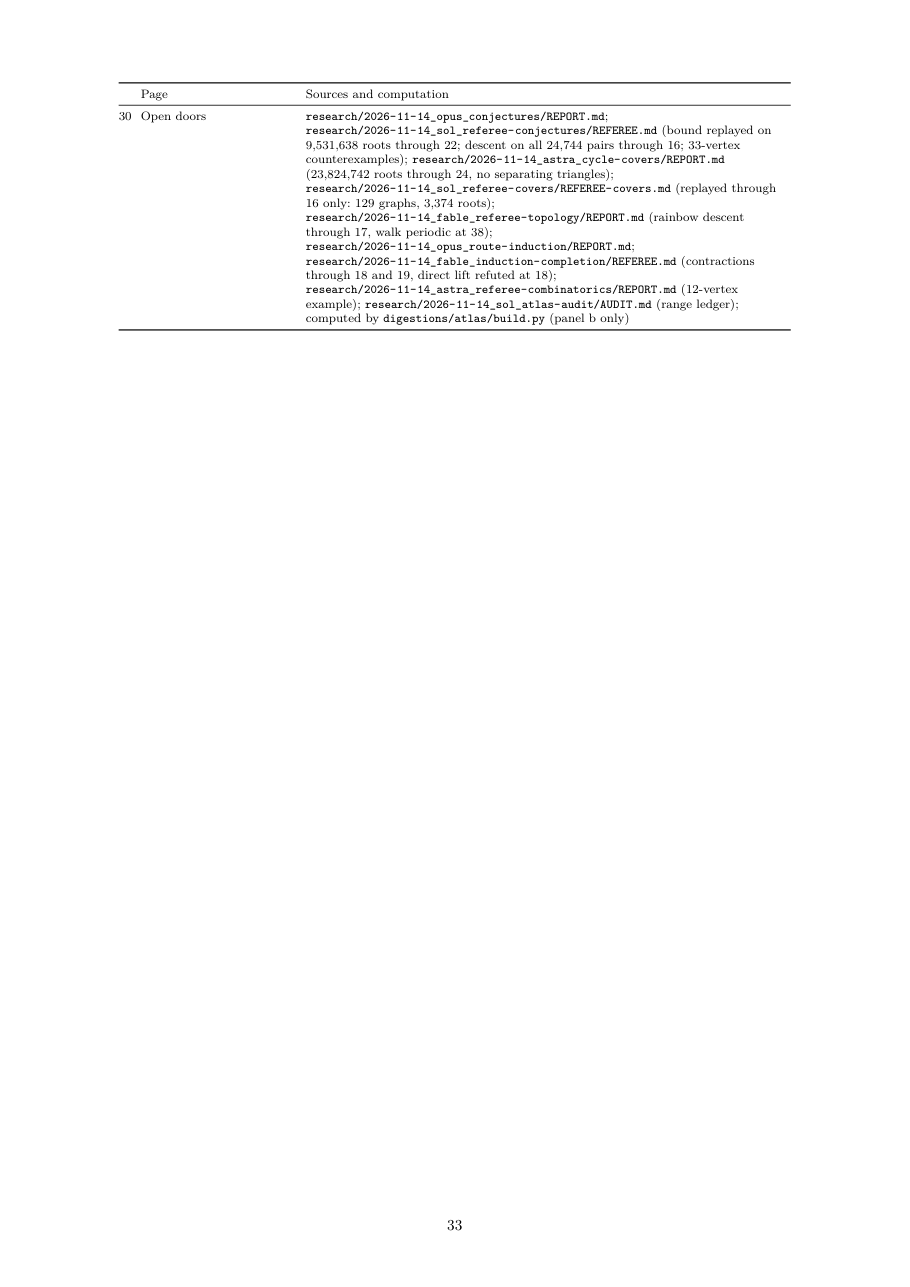 Page Sources and computation
30 Open doors research/2026-11-14_opus_conjectures/REPORT.md;
research/2026-11-14_sol_referee-conjectures/REFEREE.md (bound replayed on
9,531,638 roots through 22; descent on all 24,744 pairs through 16; 33-vertex
counterexamples); research/2026-11-14_astra_cycle-covers/REPORT.md
(23,824,742 roots through 24, no separating triangles);
research/2026-11-14_sol_referee-covers/REFEREE-covers.md (replayed through
16 only: 129 graphs, 3,374 roots);
research/2026-11-14_fable_referee-topology/REPORT.md (rainbow descent
through 17, walk periodic at 38);
research/2026-11-14_opus_route-induction/REPORT.md;
research/2026-11-14_fable_induction-completion/REFEREE.md (contractions
through 18 and 19, direct lift refuted at 18);
research/2026-11-14_astra_referee-combinatorics/REPORT.md (12-vertex
example); research/2026-11-14_sol_atlas-audit/AUDIT.md (range ledger);
computed by digestions/atlas/build.py (panel b only)
33